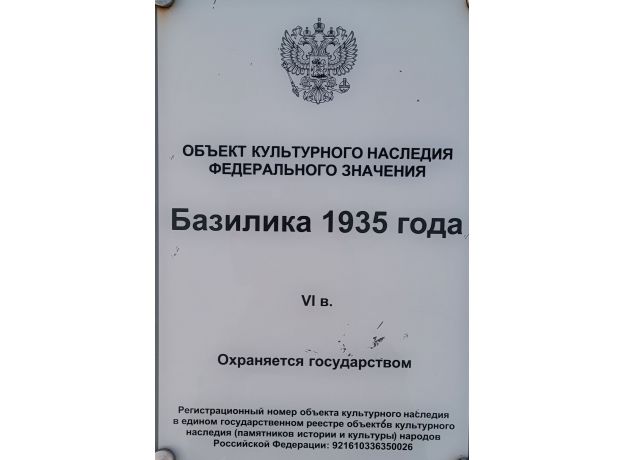 ОБЪЕКТ КУЛЬТУРНОГО НАСЛЕДИЯ
ФЕДЕРАЛЬНОГО ЗНАЧЕНИЯ
Базилика 1935 года
VI в.
Охраняется государством
Регистрационный номер объекта культурного наследия
в едином государственном реестре объектов культурного
наследия (памятников истории и культуры) народов
Российской Федерации: 921610336350026